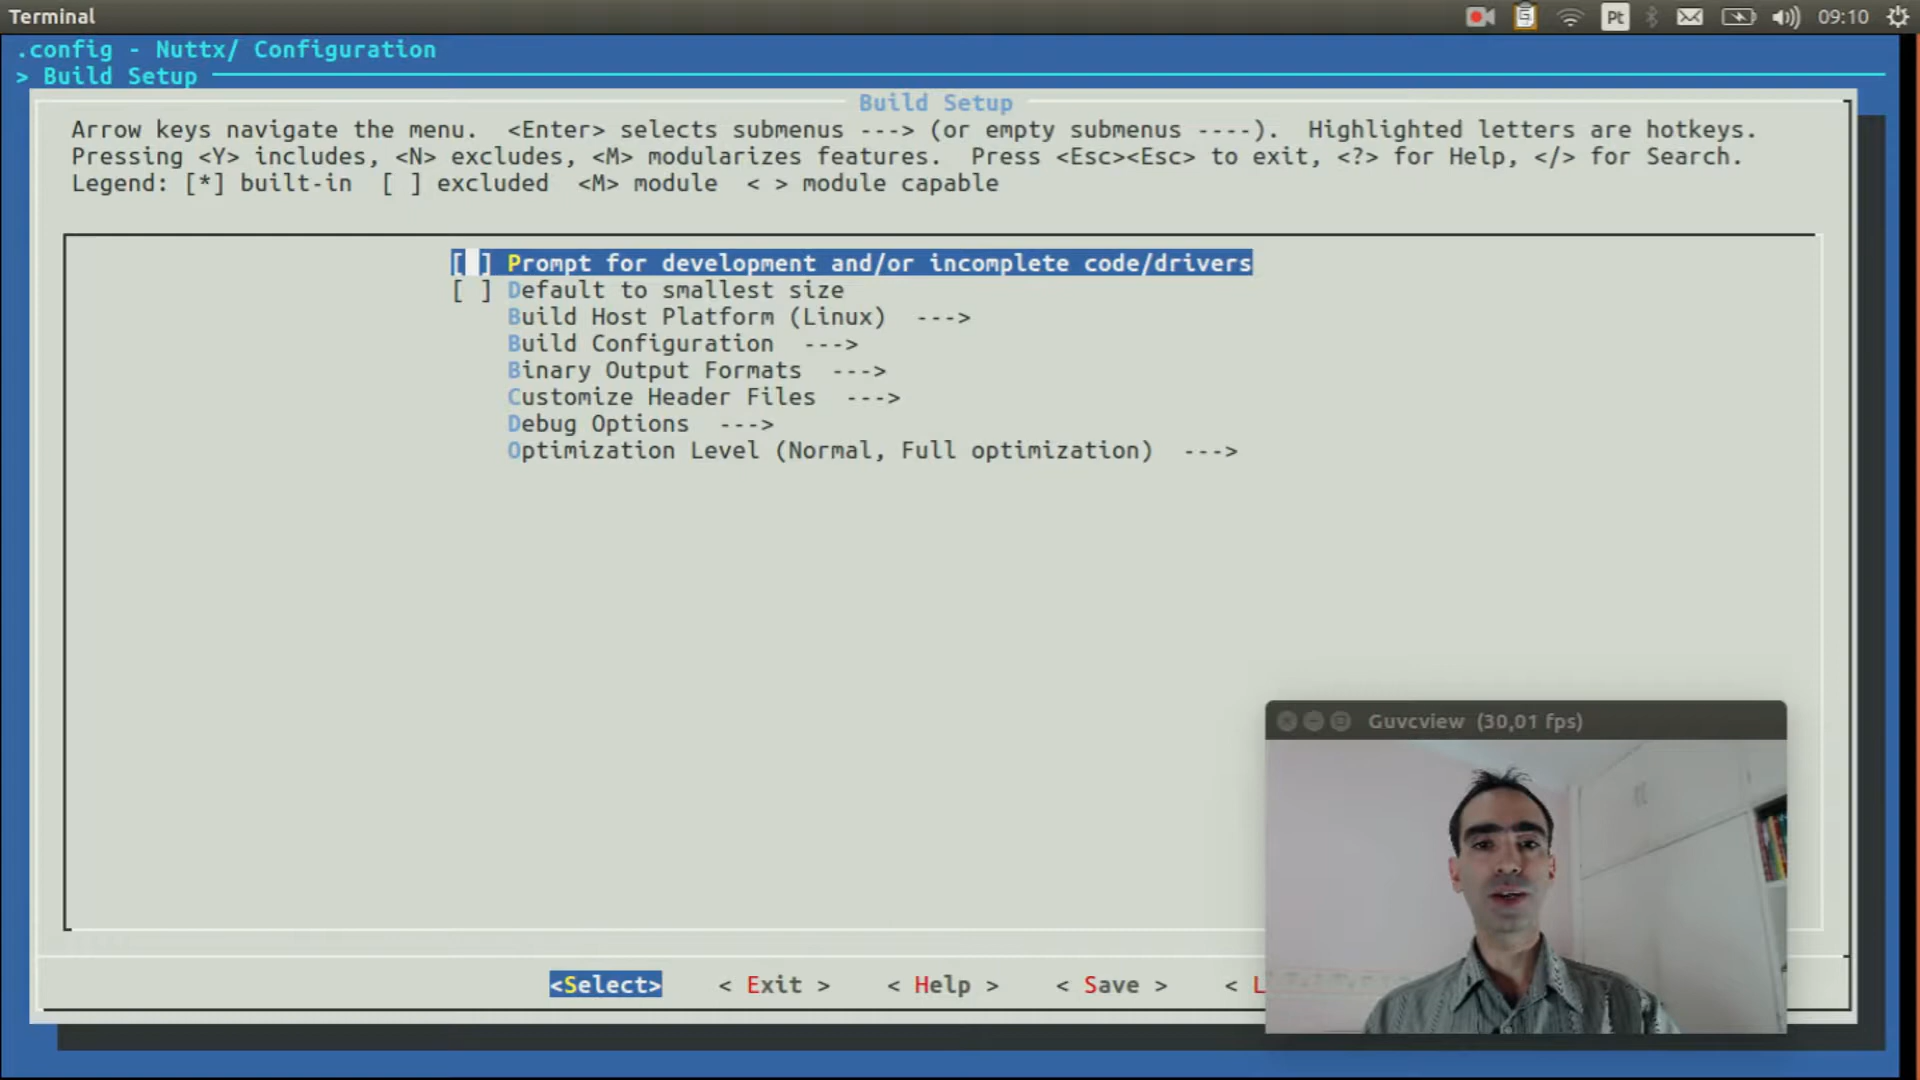 Terminal
Pt
09:10
.config - Nuttx/ Configuration
> Build Setup
Build Setup
Arrow keys navigate the menu.  <Enter> selects submenus ---> (or empty submenus ----).  Highlighted letters are hotkeys.
Pressing <Y> includes, <N> excludes, <M> modularizes features.  Press <Esc><Esc> to exit, <?> for Help, </> for Search.
Legend: [*] built-in  [ ] excluded  <M> module  < > module capable
[ ] Prompt for development and/or incomplete code/drivers
[ ] Default to smallest size
Build Host Platform (Linux)  --->
Build Configuration  --->
Binary Output Formats  --->
Customize Header Files  --->
Debug Options  --->
Optimization Level (Normal, Full optimization)  --->
Guvcview (30,01 fps)
<Select>    < Exit >    < Help >    < Save >    < L